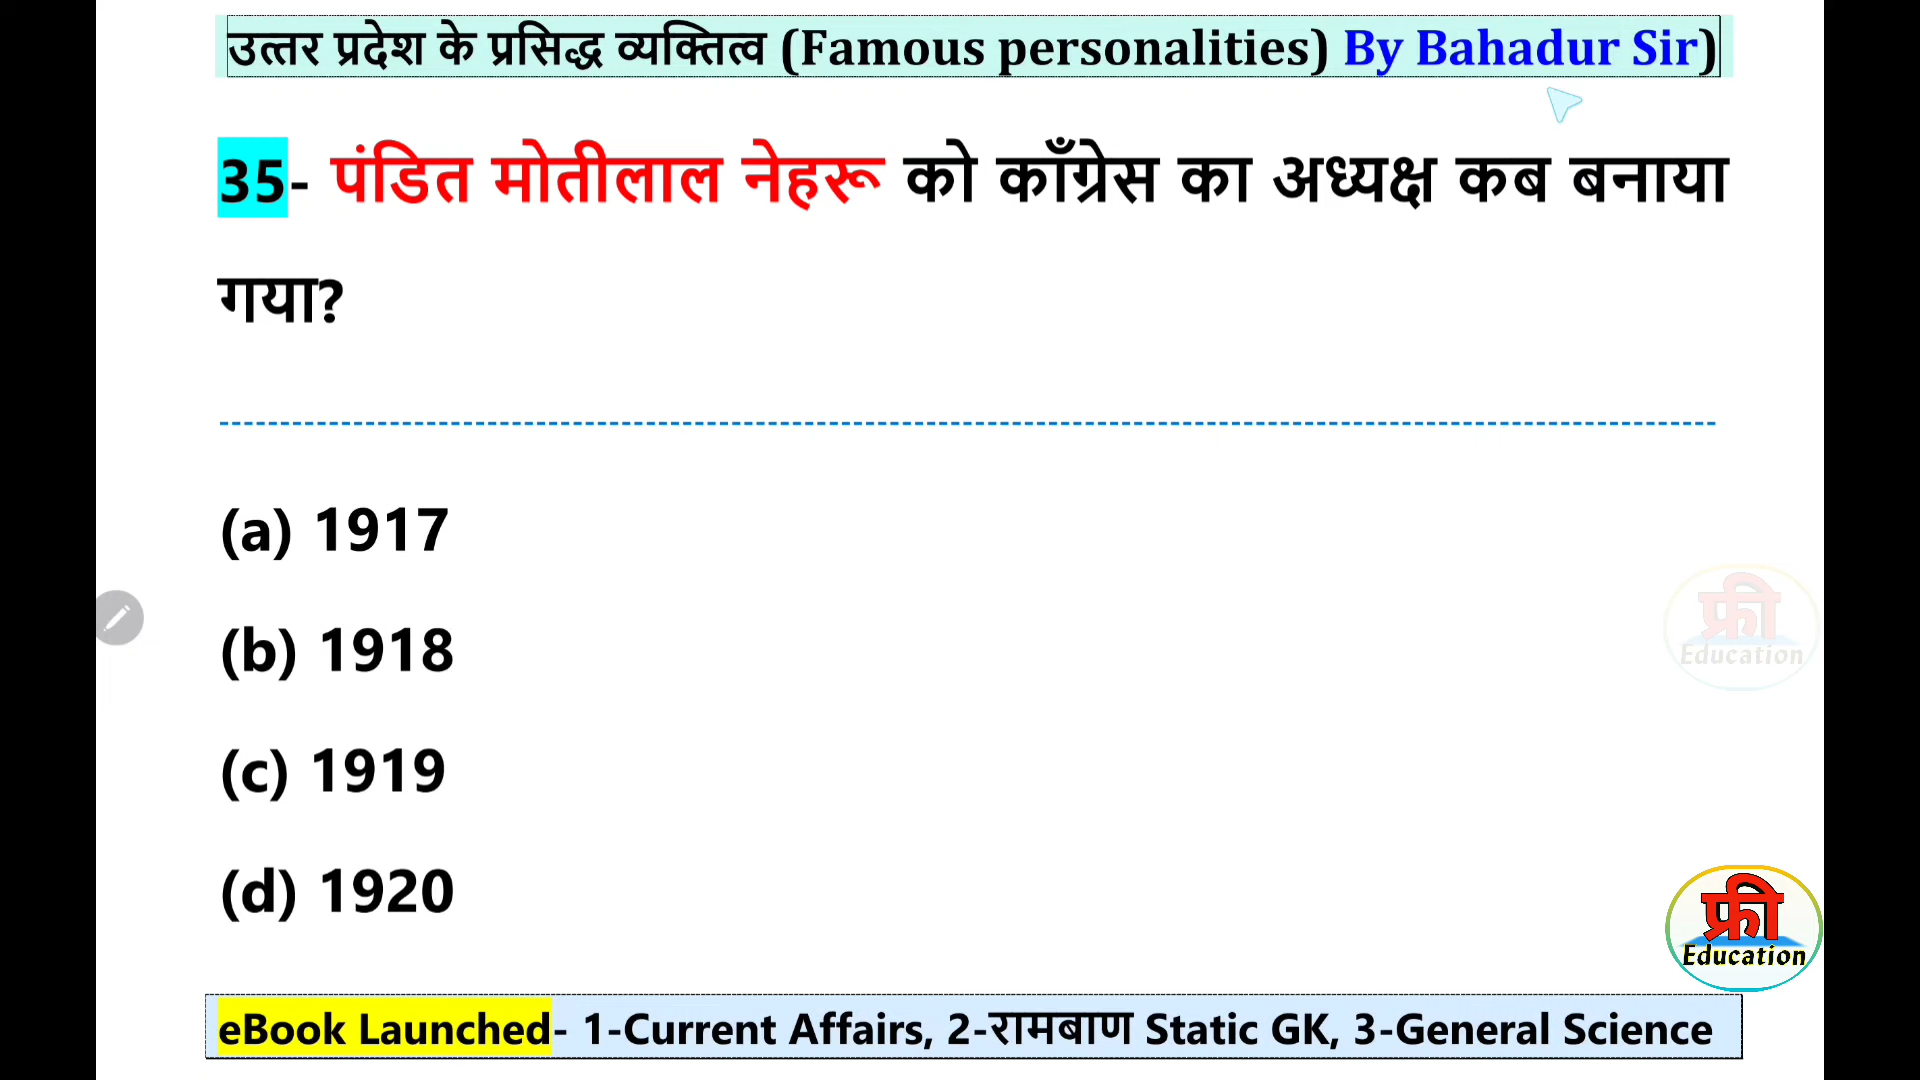 उत्तर प्रदेश के प्रसिद्ध व्यक्तित्व (Famous personalities) By Bahadur Sir)
35- पंडित मोतीलाल नेहरू को काँग्रेस का अध्यक्ष कब बनाया
गया?
(a) 1917
(b) 1918
(c) 1919
फ्री
Education
(d) 1920
फ्री
Education
eBook Launched- 1-Current Affairs, 2-रामबाण Static GK, 3-General Science